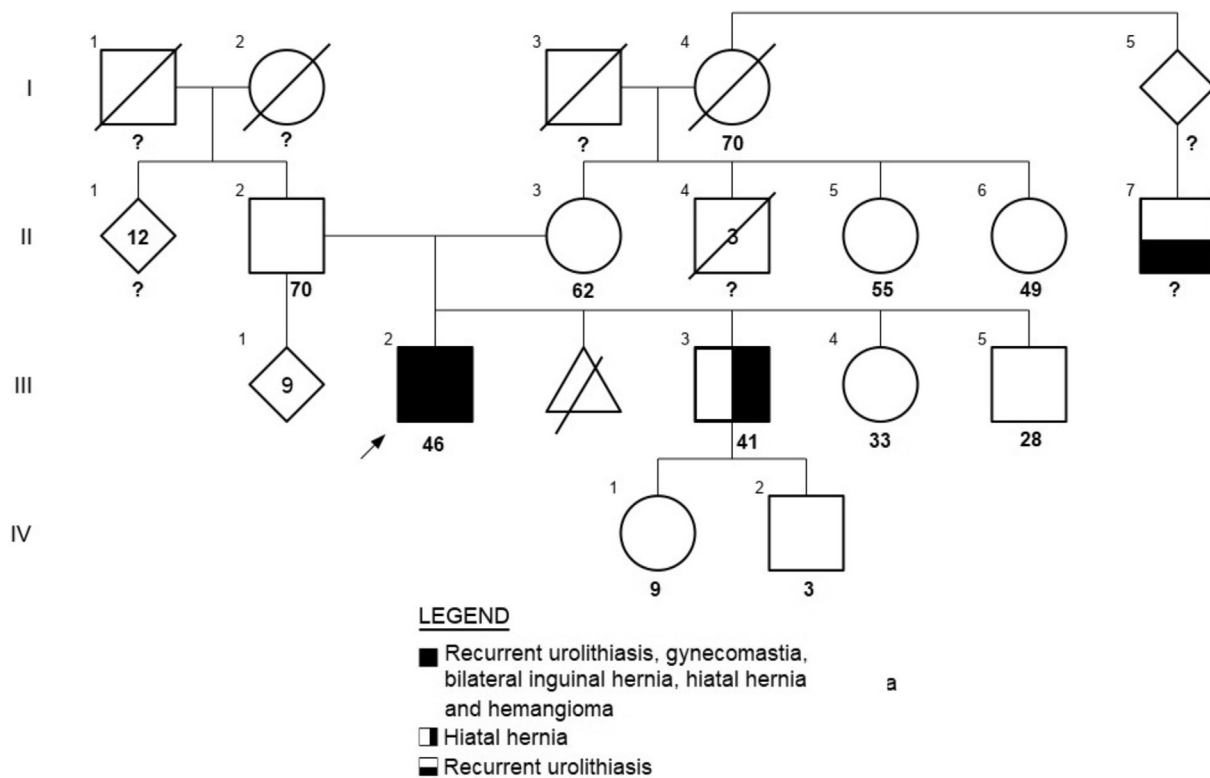 1 2 3 4 5
I
? ? ? 70 ?
1 2 3 4 5 6 7
II 12 3
? 70 62 ? 55 49 ?
1 2 3 4 5
III 9
46 41 33 28
1 2
IV
9 3
LEGEND
Recurrent urolithiasis, gynecomastia,
bilateral inguinal hernia, hiatal hernia a
and hemangioma
Hiatal hernia
Recurrent urolithiasis